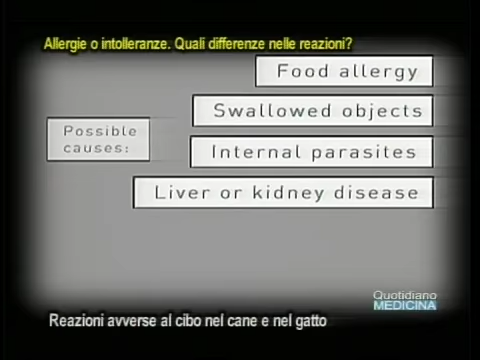 Allergie o intolleranze. Quali differenze nelle reazioni?
Food allergy
Swallowed objects
Possible
causes:
Internal parasites
Liver or kidney disease
Quotidiano
MEDICINA
Reazioni avverse al cibo nel cane e nel gatto